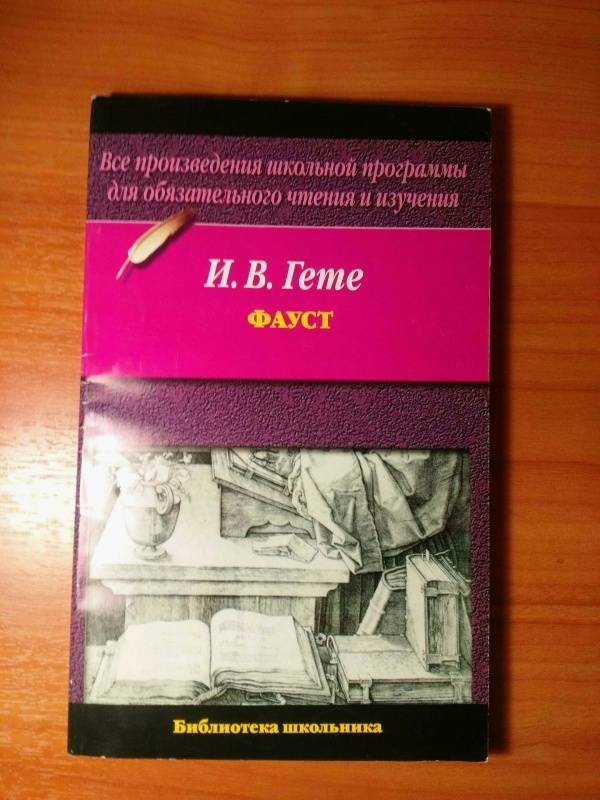 Все произведения школьной программы
для обязательного чтения и изучения
И. В. Гете
ФАУСТ
Библиотека школьника